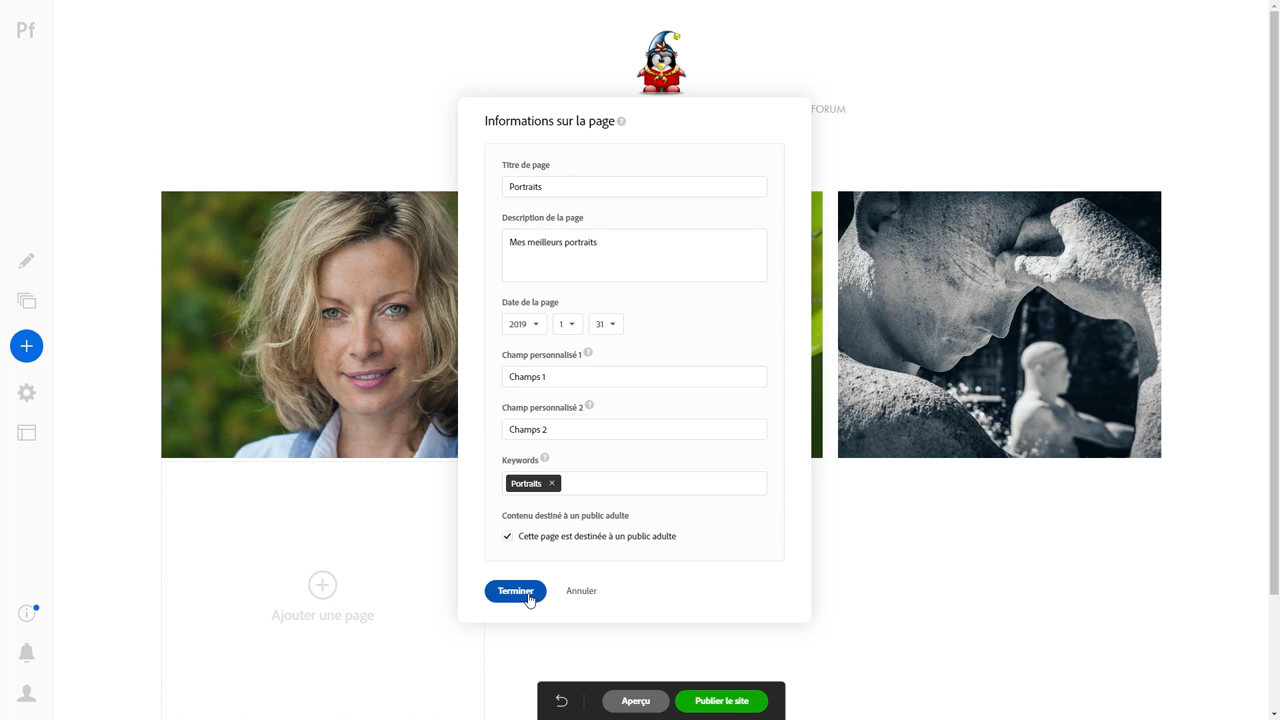 Pf
FORUM
Informations sur la page
Titre de page
Portraits
Description de la page
Mes meilleurs portraits
Date de la page
2019 1 31
Champ personnalisé 1
Champs 1
Champ personnalisé 2
Champs 2
Keywords
Portraits ×
Contenu destiné à un public adulte
Cette page est destinée à un public adulte
Terminer Annuler
Ajouter une page
Aperçu Publier le site